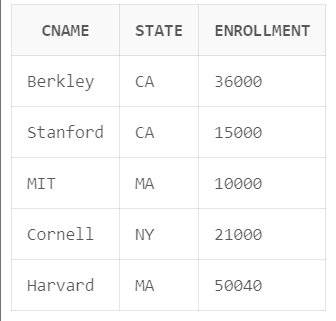 CNAME STATE ENROLLMENT
Berkley CA 36000
Stanford CA 15000
MIT MA 10000
Cornell NY 21000
Harvard MA 50040